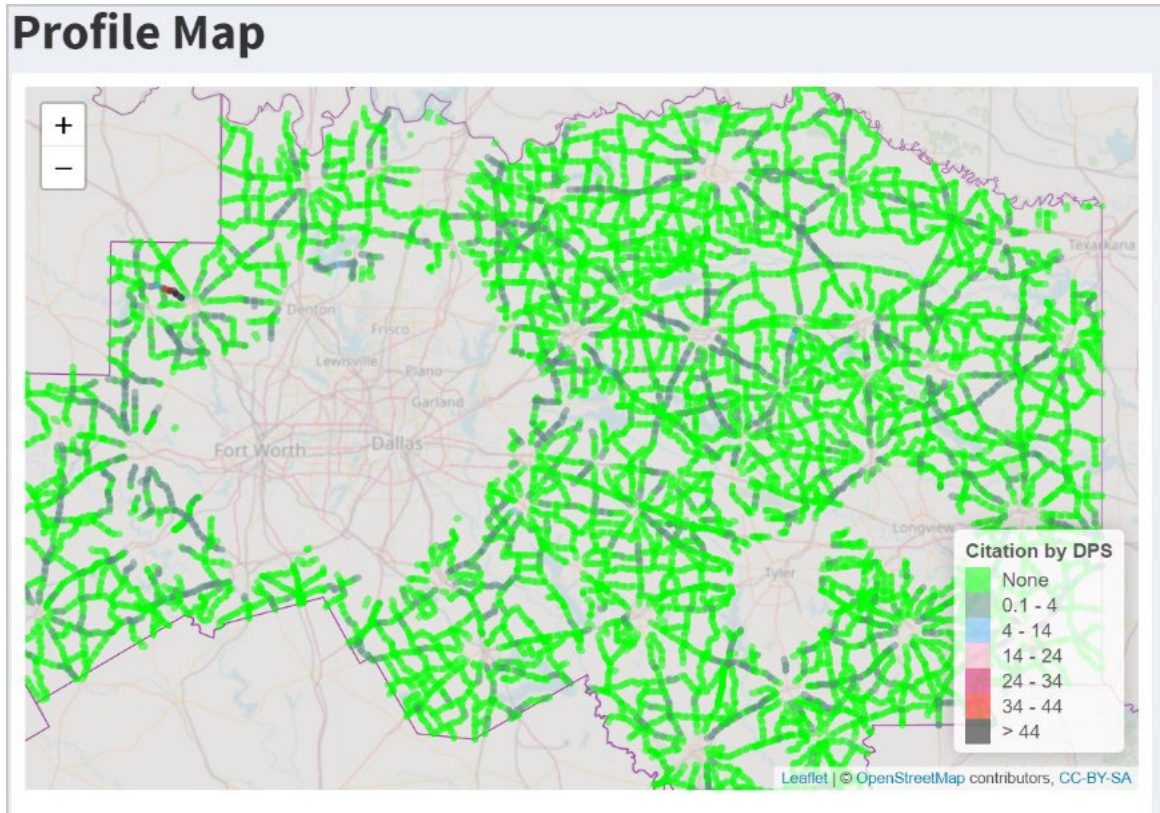 Profile Map
+
−
Texarkana
Denton
Frisco
Lewisville
Plano
Garland
Fort Worth
Dallas
Longview
Tyler
Citation by DPS
None
0.1 - 4
4 - 14
14 - 24
24 - 34
34 - 44
> 44
Leaflet | © OpenStreetMap contributors, CC-BY-SA